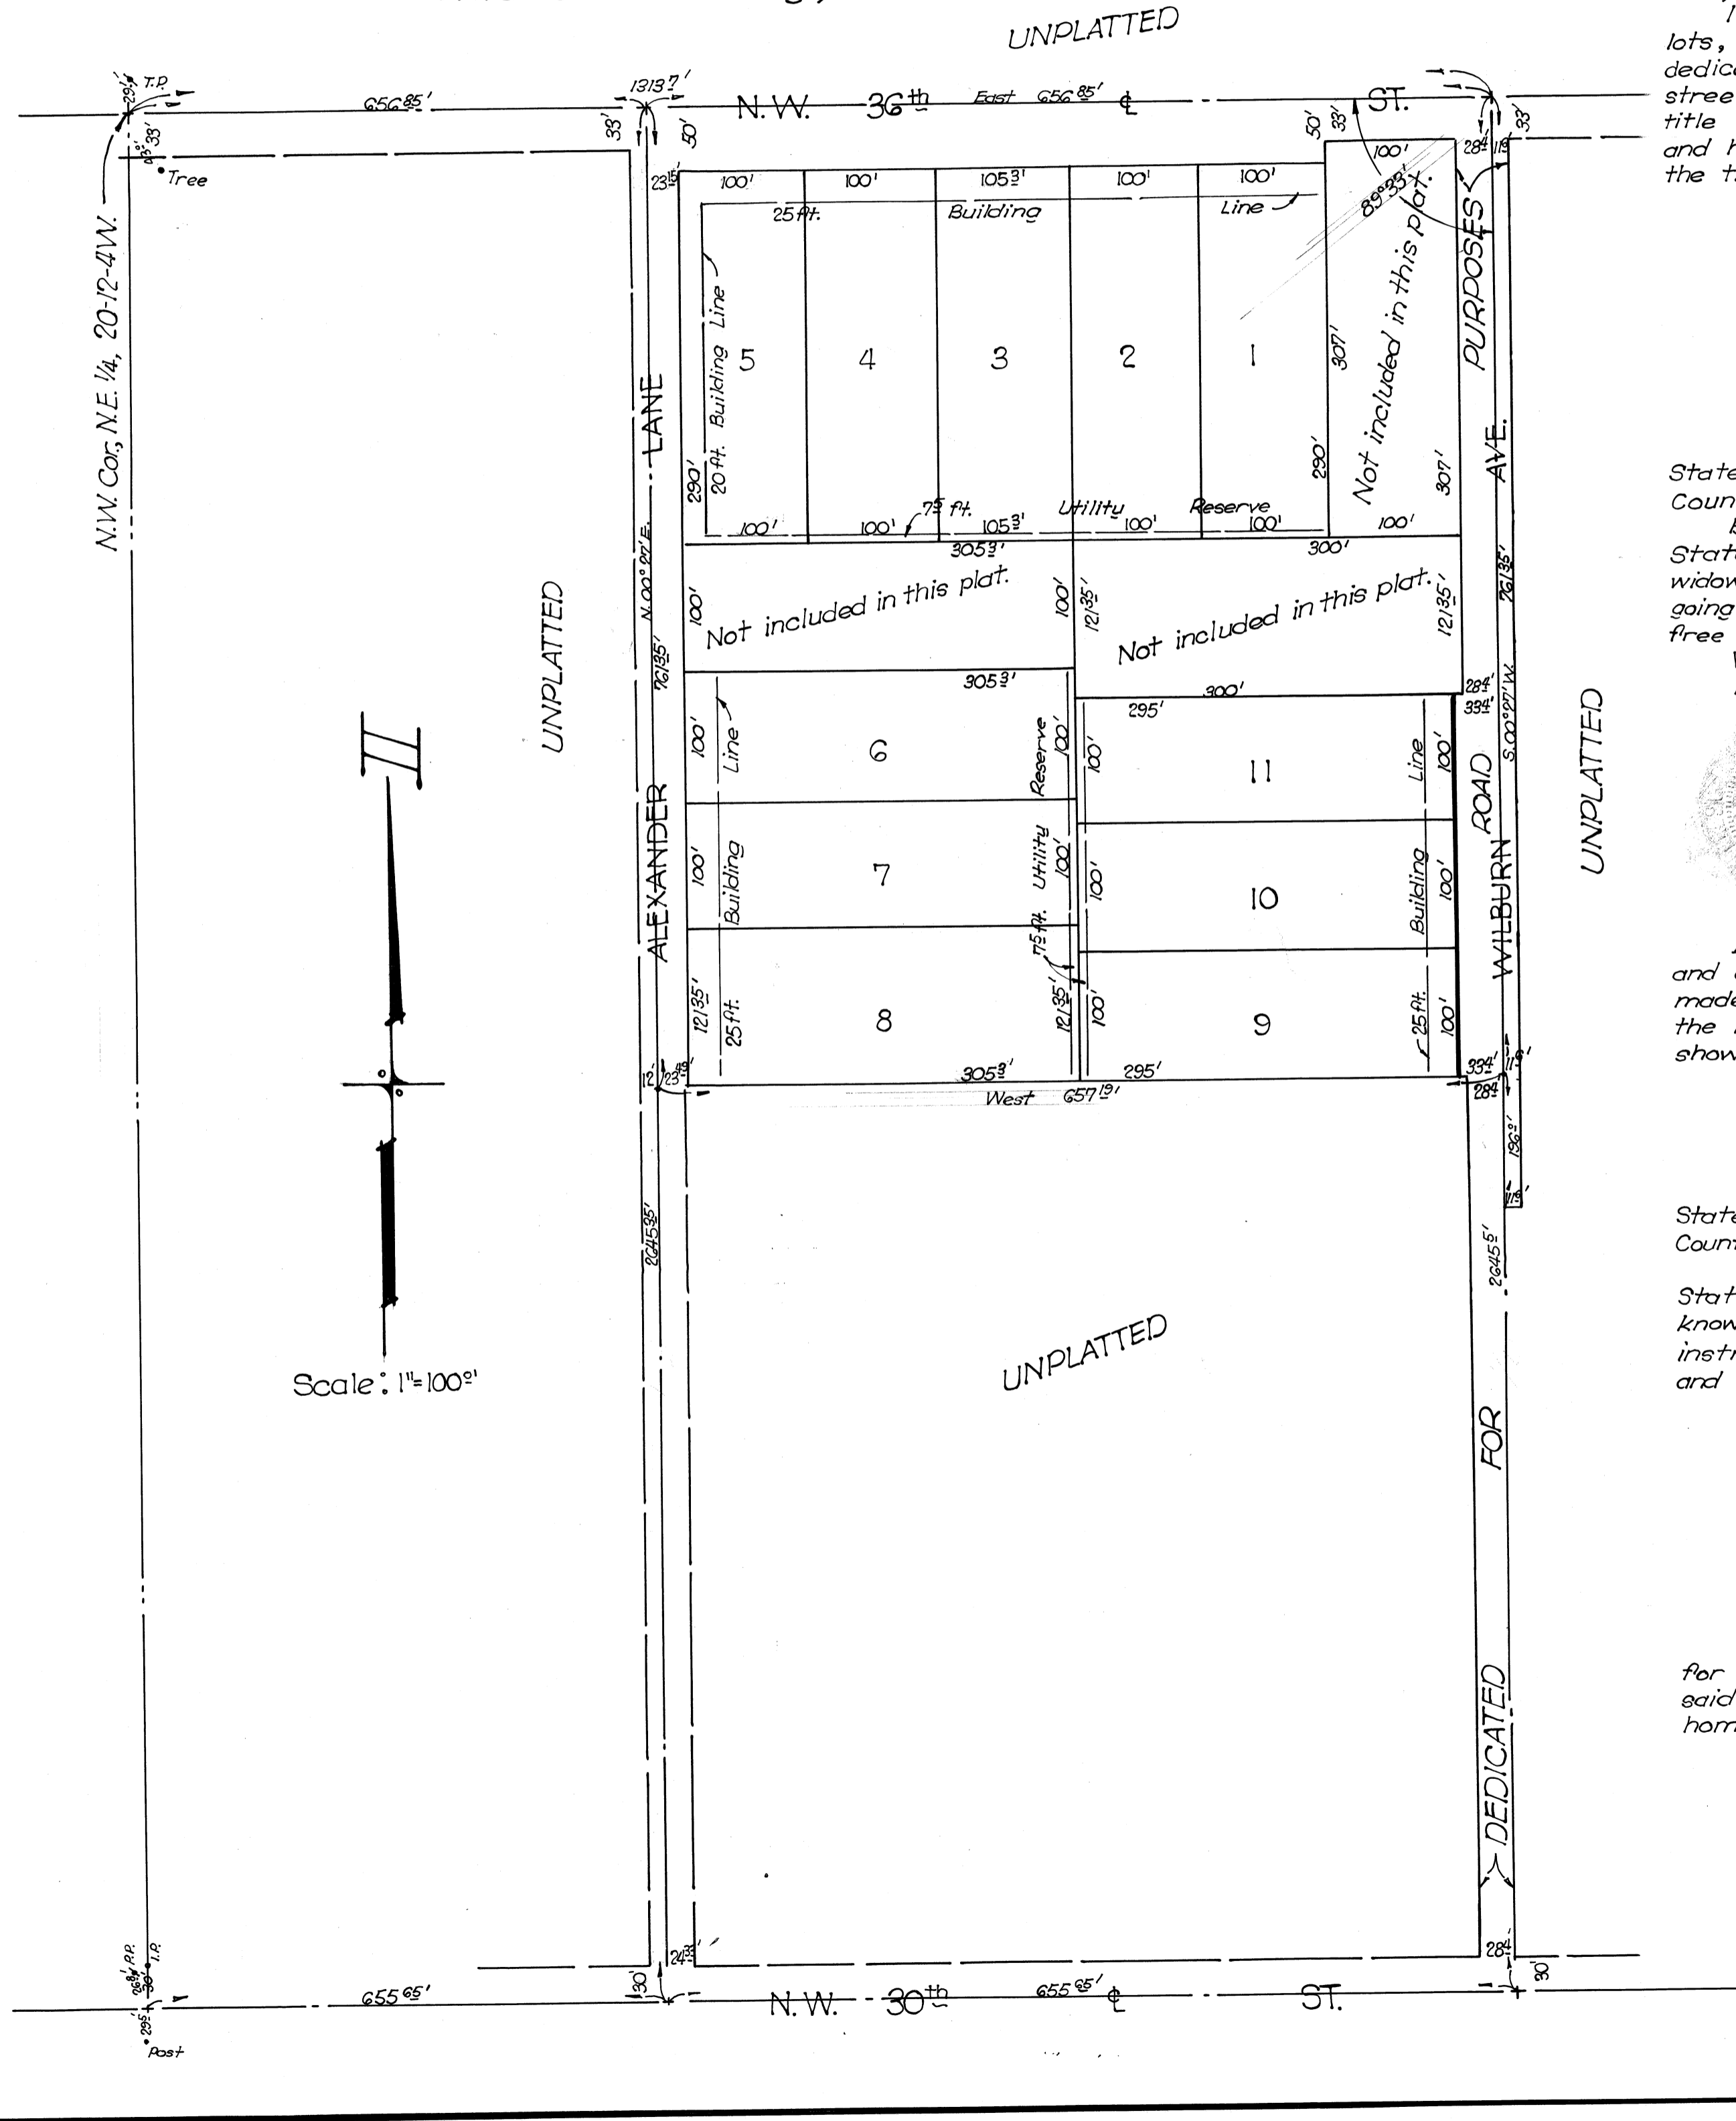 UNPLATTED
29.1' T.P.
656.85'
1313.7'
N.W. 36th East 656.85' ℄ ST.
33'
33'
50'
50'
33'
33'
Tree
N.W. Cor., N.E. 1/4, 20-12-4W.
23.15'
100' 100' 105.3' 100' 100'
100'
28.4' 11.6'
25 ft. Building Line
89°33'
20 ft. Building Line
5 4 3 2 1
290'
290'
307'
307'
Not included in this plat.
7.5 ft. Utility Reserve
100' 100' 105.3' 100' 100' 100'
305.3' 300'
100'
Not included in this plat.
100'
121.35'
Not included in this plat.
121.35'
305.3'
300'
295'
28.4'
33.4'
N.00°27'E.
761.35'
ALEXANDER LANE
PURPOSES
WILBURN AVE.
ROAD
761.35'
S.00°27'W.
UNPLATTED
UNPLATTED
100' 6 100'
100' 11 100'
100' 7 100'
100' 10 100'
121.35' 8 121.35'
100' 9 100'
25 ft. Building Line
7.5 ft. Utility Reserve
25 ft. Building Line
12' 23.49'
305.3' 295'
33.4' 11.6'
28.4'
West 657.19'
196.0'
11.6'
2645.35'
2645.5'
Scale: 1"=100.0'
UNPLATTED
FOR
DEDICATED
24.33'
28.4'
P.P.
I.P.
30'
30'
30'
655.65'
N.W. 30th 655.65' ℄ ST.
29.5'
Post
lots,
dedic
stree
title
and h
the t
State
Coun
b
Stat
widow
going
free
and
made
the
show
State
Coun
Stat
know
instr
and
for
said
hom